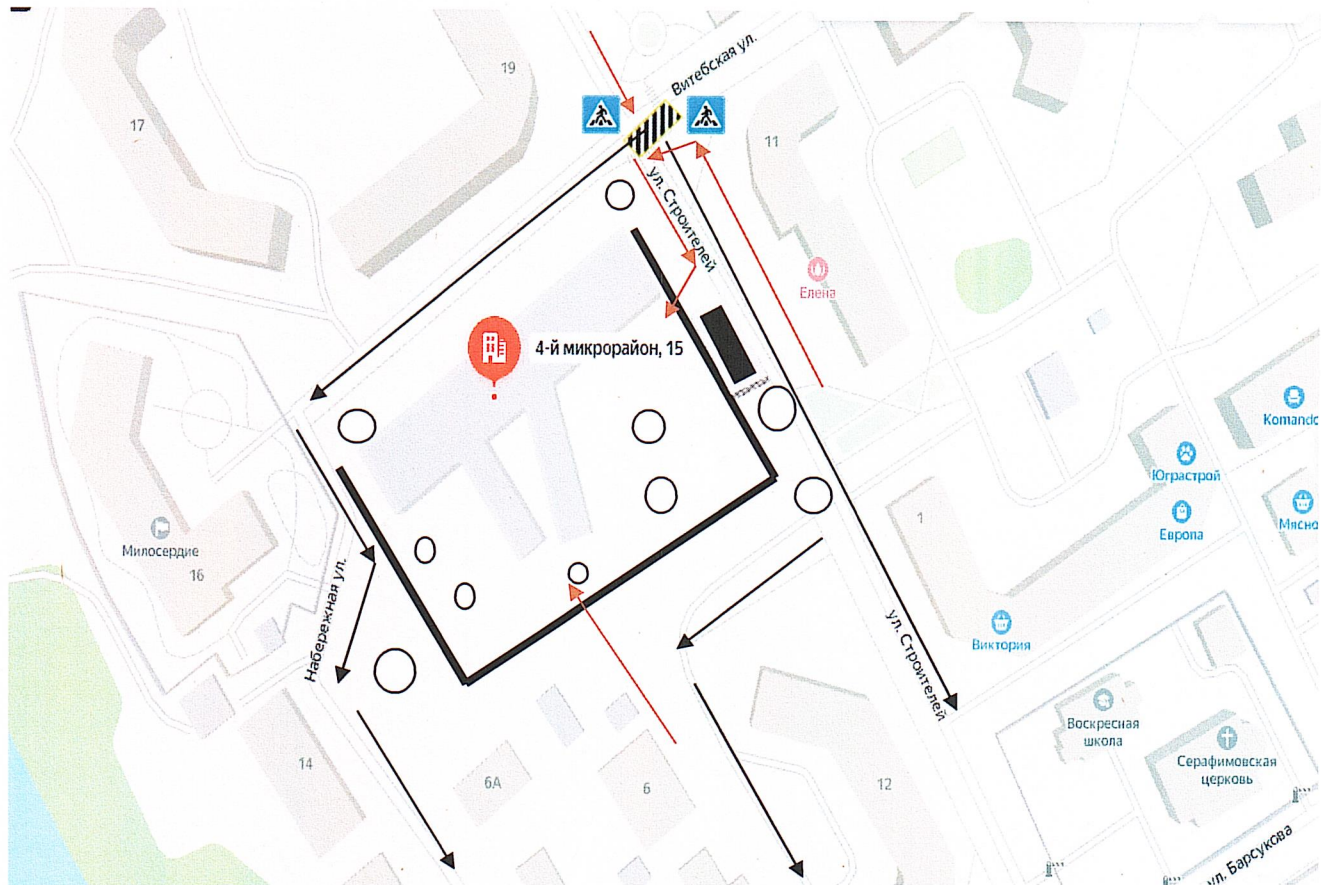 Витебская ул.
19
17
11
ул. Строителей
Елена
4-й микрорайон, 15
Komandc
Юграстрой
Европа
Мясно
1
Милосердие
16
Набережная ул.
Виктория
ул. Строителей
Воскресная
школа
Серафимовская
церковь
14
6А
6
12
ул. Барсукова